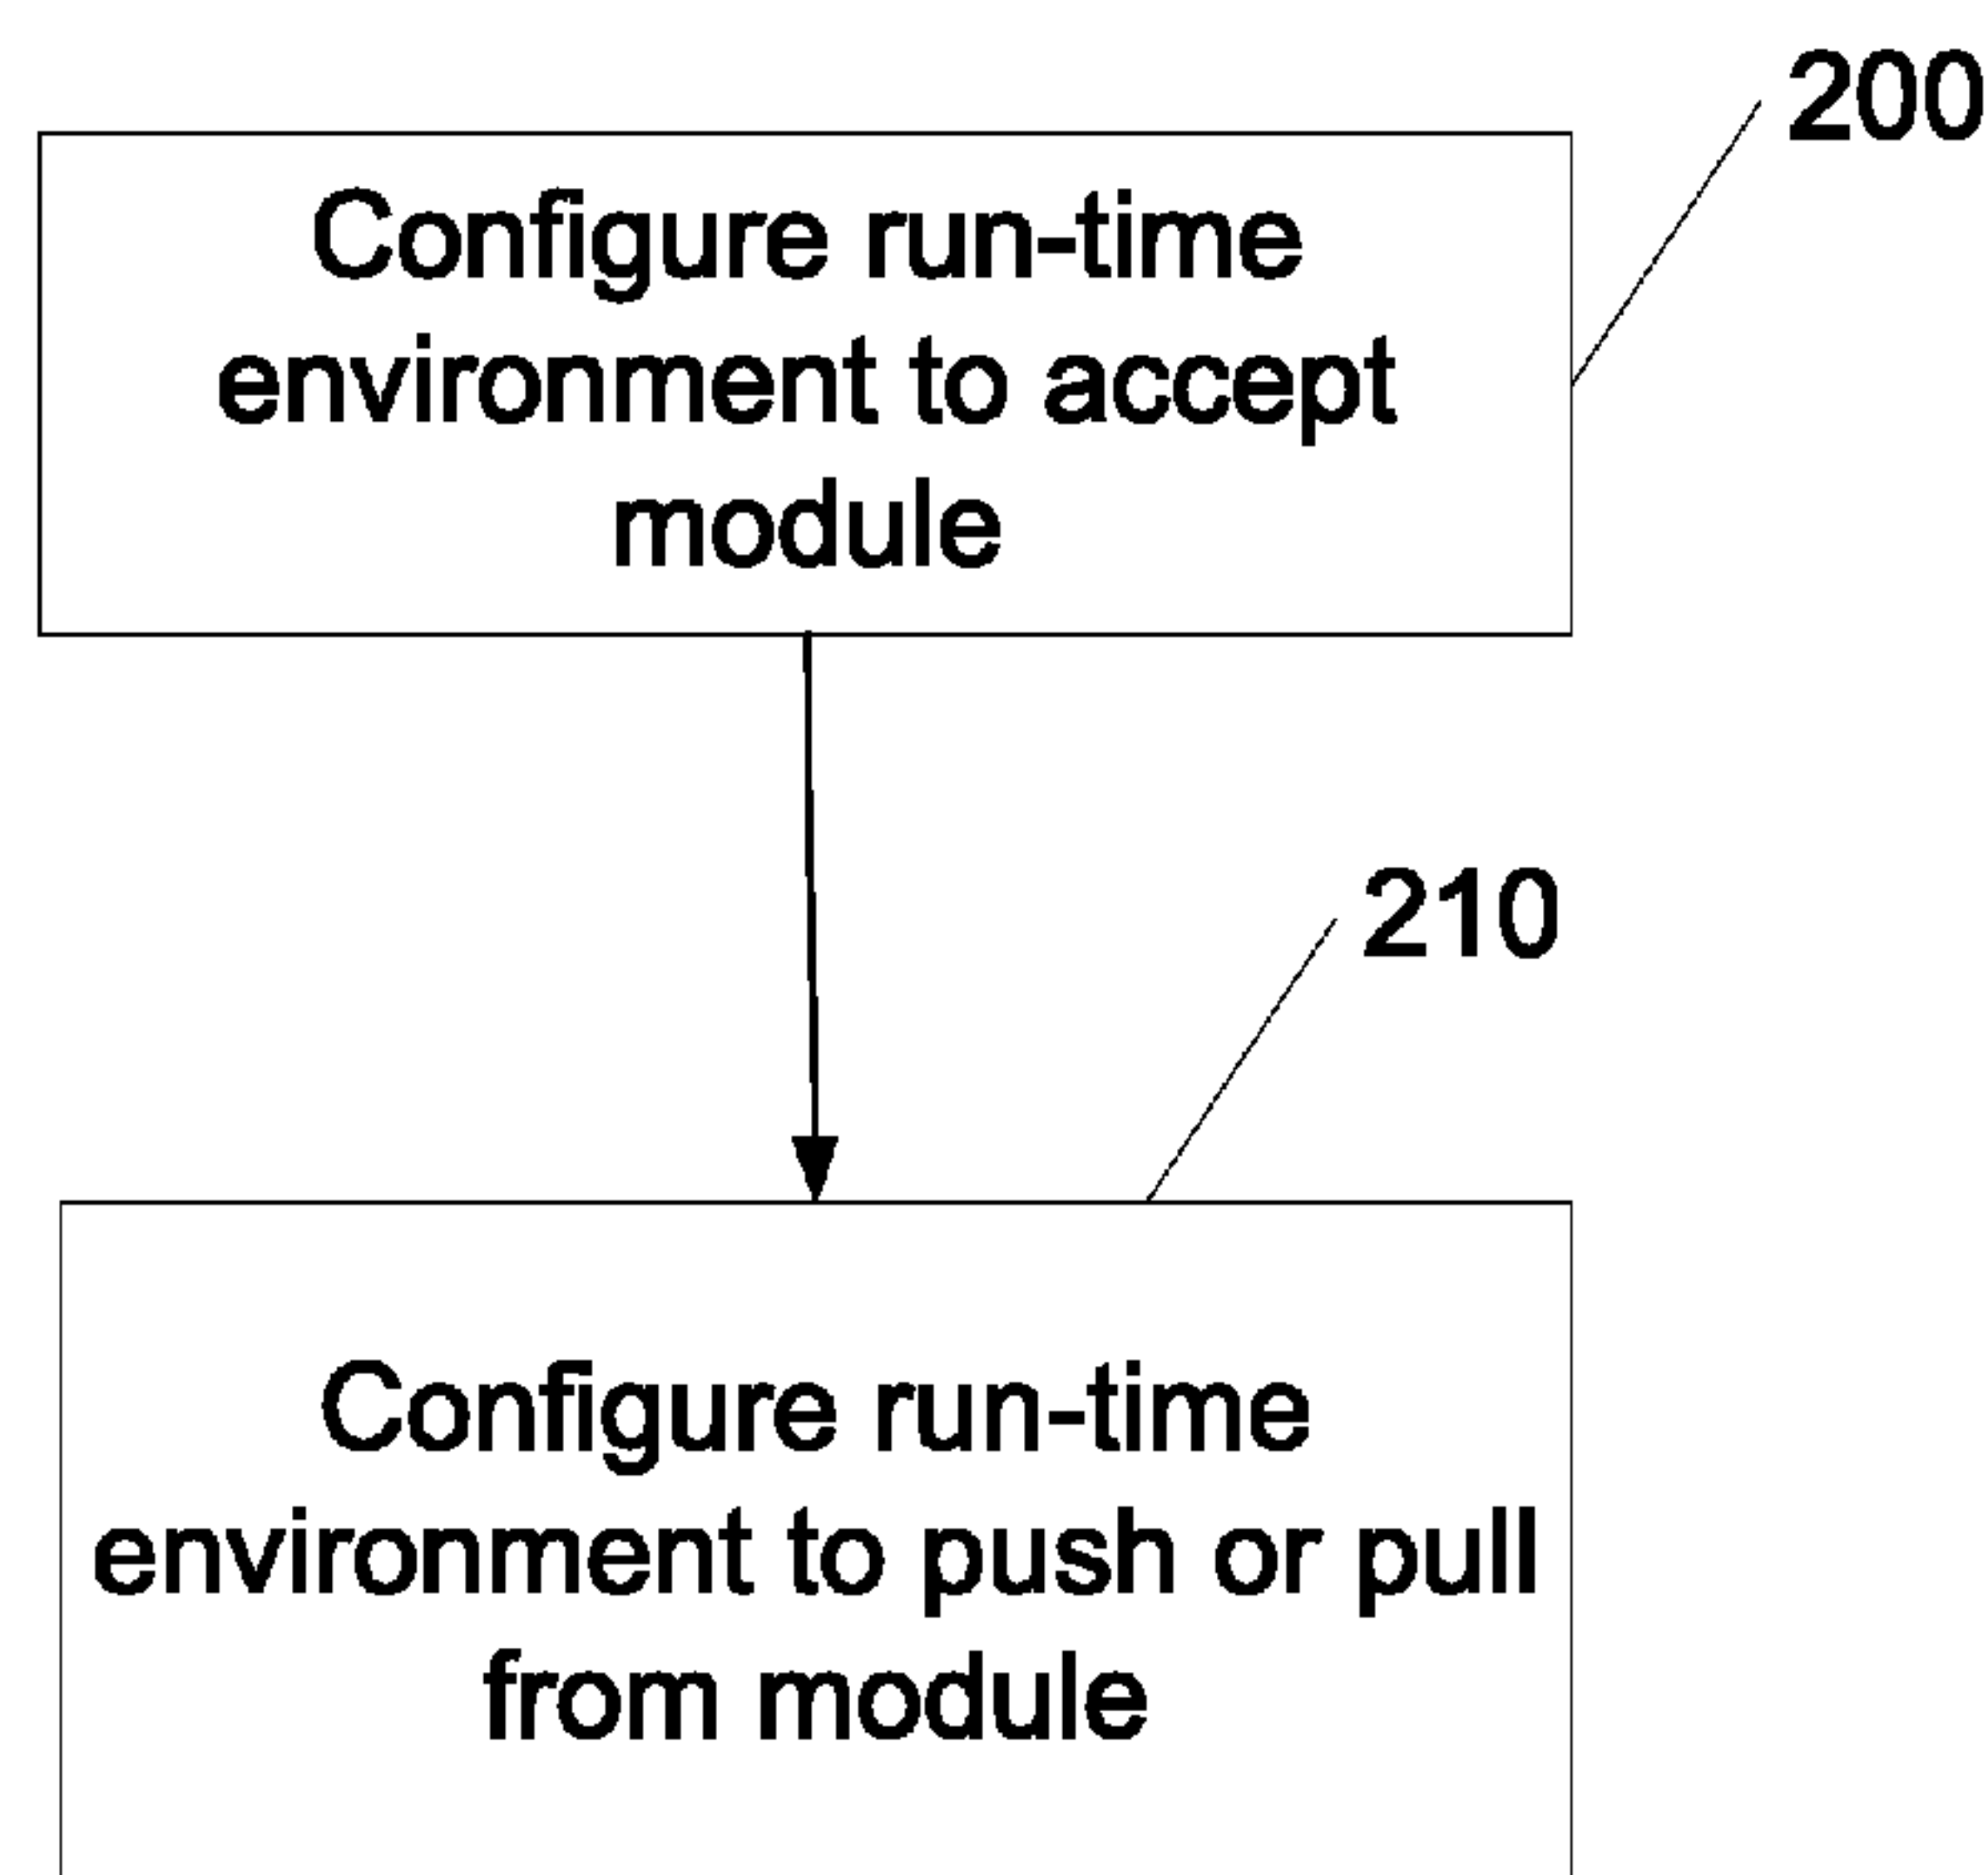 200
Configure run-time
environment to accept
module
210
Configure run-time
environment to push or pull
from module